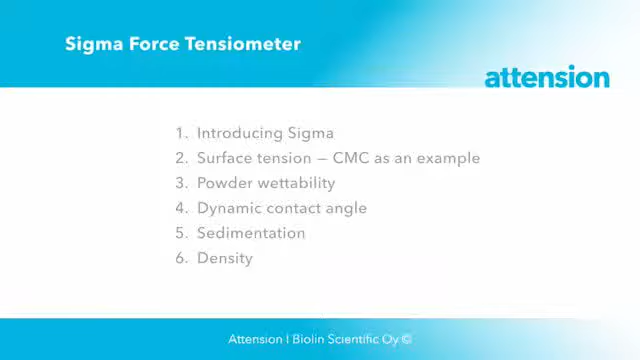 Sigma Force Tensiometer
attension
1. Introducing Sigma
2. Surface tension — CMC as an example
3. Powder wettability
4. Dynamic contact angle
5. Sedimentation
6. Density
Attension I Biolin Scientific Oy ©